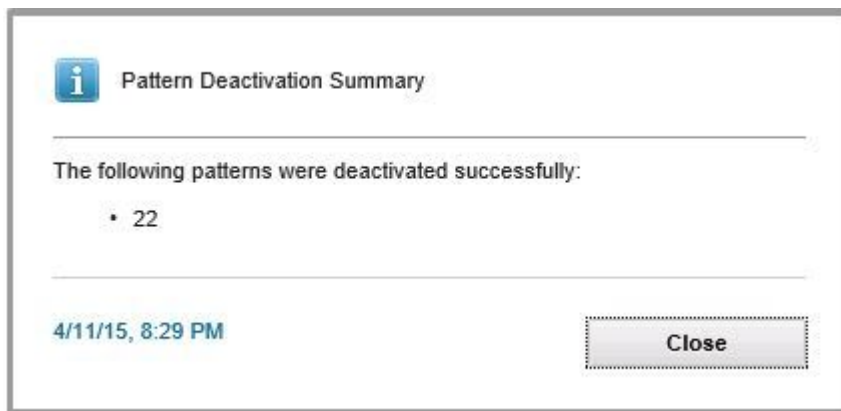 Pattern Deactivation Summary
The following patterns were deactivated successfully:
• 22
4/11/15, 8:29 PM
Close